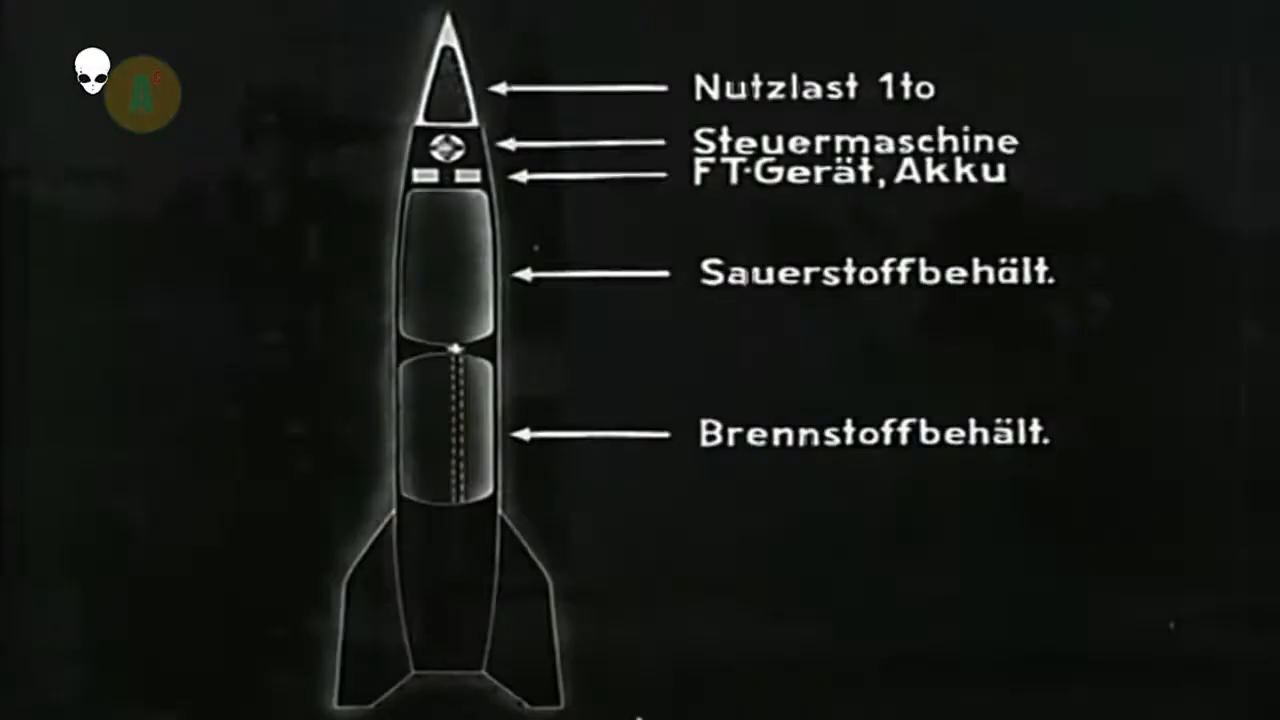 Nutzlast 1to
Steuermaschine
FT-Gerät, Akku
Sauerstoffbehält.
Brennstoffbehält.
A